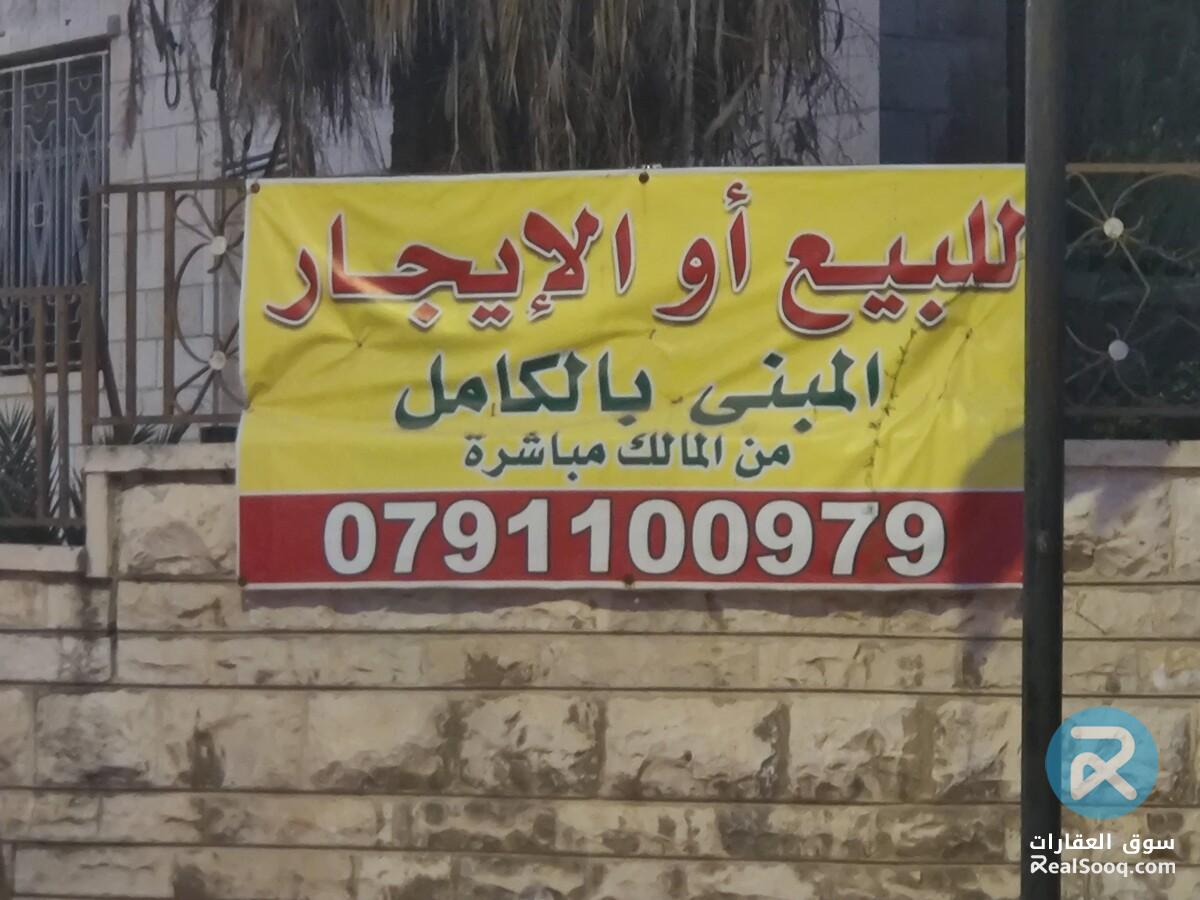 للبيع أو الإيجار
المبنى بالكامل
من المالك مباشرة
0791100979
سوق العقارات
RealSooq.com